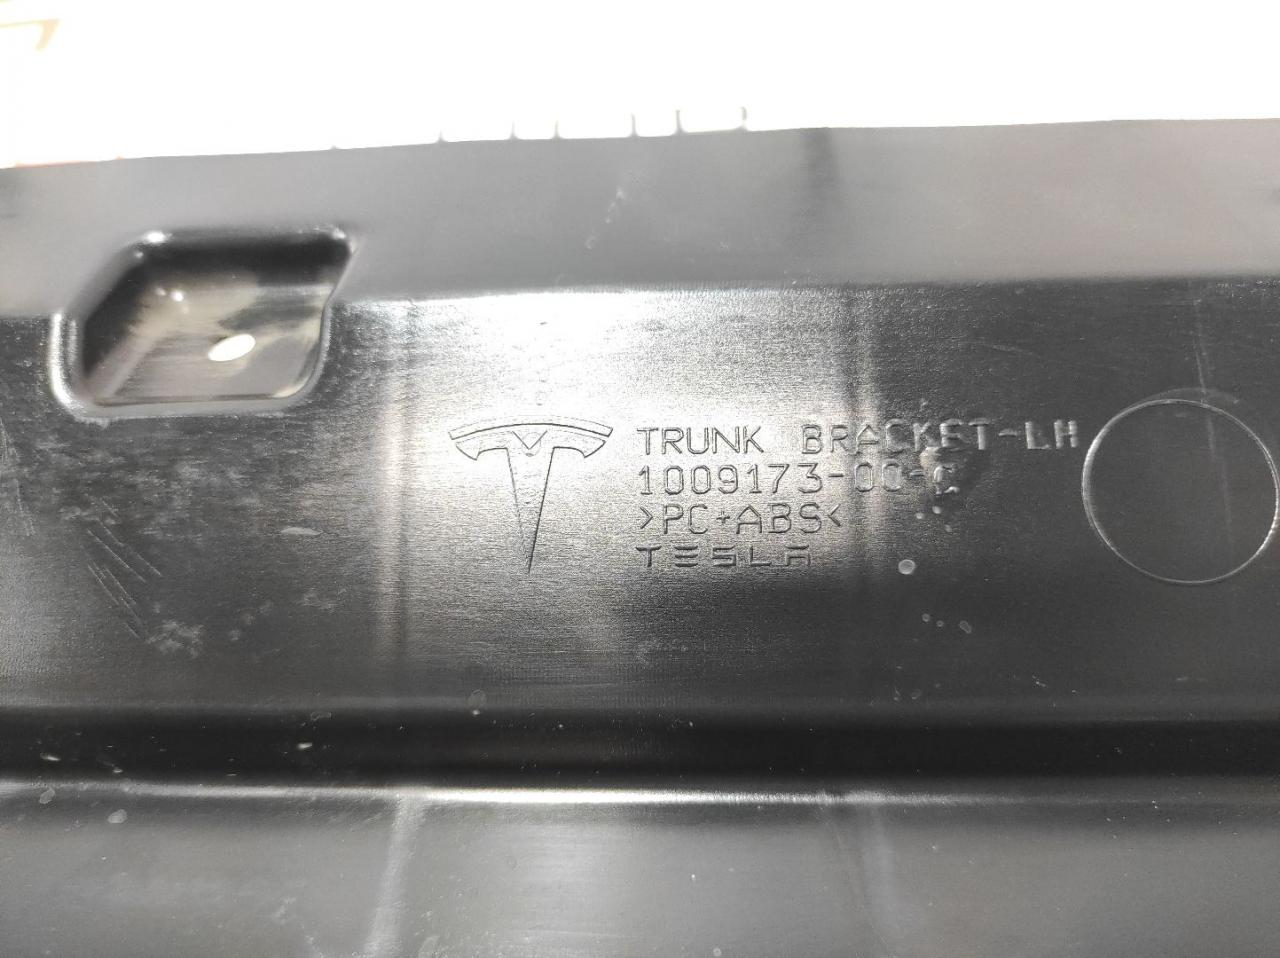 TRUNK BRACKET-LH
1009173-00-C
>PC+ABS<
TESLA